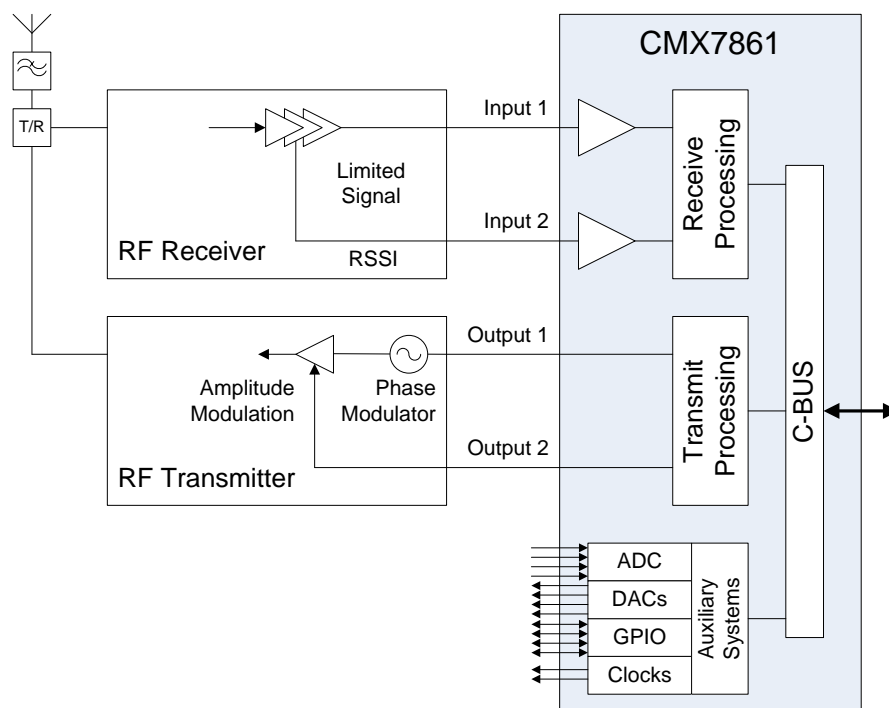 CMX7861
T/R
Input 1
Limited
Signal
Input 2
RF Receiver
RSSI
Receive
Processing
Output 1
Amplitude
Modulation
Phase
Modulator
Output 2
RF Transmitter
Transmit
Processing
C-BUS
ADC
DACs
GPIO
Clocks
Auxiliary
Systems